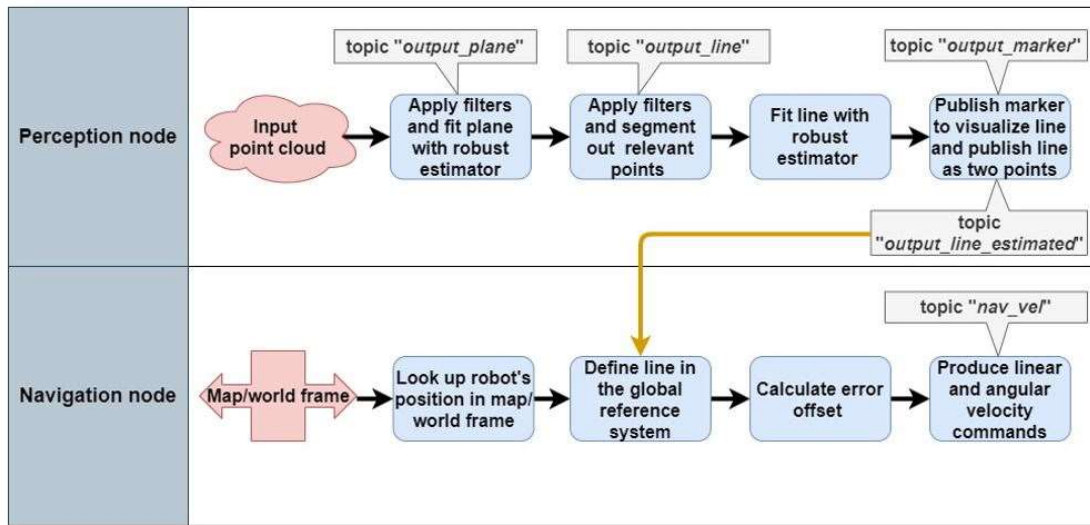 topic "output_plane"
topic "output_line"
topic "output_marker"
Perception node
Input
point cloud
Apply filters
and fit plane
with robust
estimator
Apply filters
and segment
out relevant
points
Fit line with
robust
estimator
Publish marker
to visualize line
and publish line
as two points
topic
"output_line_estimated"
Navigation node
topic "nav_vel"
Map/world frame
Look up robot's
position in map/
world frame
Define line in
the global
reference
system
Calculate error
offset
Produce linear
and angular
velocity
commands